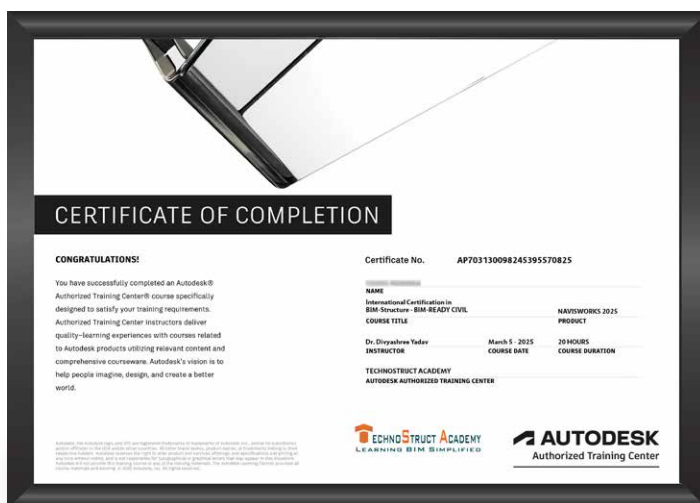 CERTIFICATE OF COMPLETION
CONGRATULATIONS!
You have successfully completed an Autodesk®
Authorized Training Center® course specifically
designed to satisfy your training requirements.
Authorized Training Center instructors deliver
quality-learning experiences with courses related
to Autodesk products utilizing relevant content and
comprehensive courseware. Autodesk's vision is to
help people imagine, design, and create a better
world.
Certificate No. AP703130098245395570825
NAME
International Certification in
BIM-Structure - BIM-READY CIVIL
NAVISWORKS 2025
COURSE TITLE PRODUCT
Dr. Divyashree Yadav March 5 - 2025 20 HOURS
INSTRUCTOR COURSE DATE COURSE DURATION
TECHNOSTRUCT ACADEMY
AUTODESK AUTHORIZED TRAINING CENTER
TECHNOSTRUCT ACADEMY
LEARNING BIM SIMPLIFIED
AUTODESK
Authorized Training Center